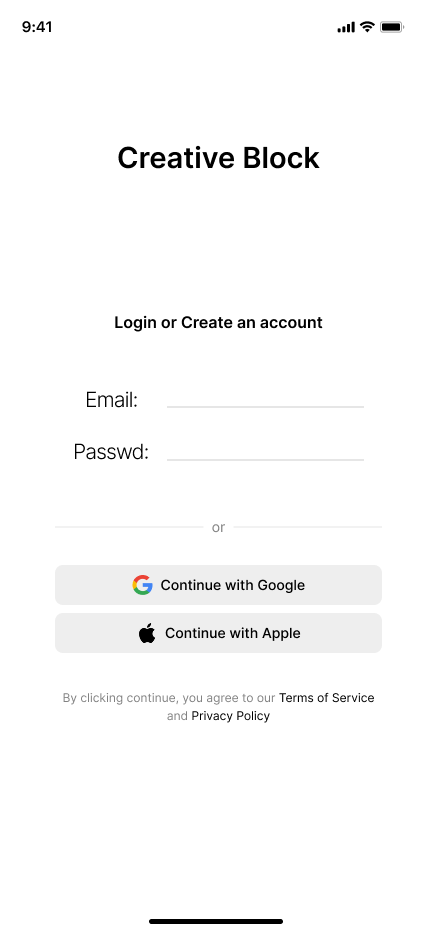 9:41
Creative Block
Login or Create an account
Email:
Passwd:
or
Continue with Google
Continue with Apple
By clicking continue, you agree to our Terms of Service
and Privacy Policy